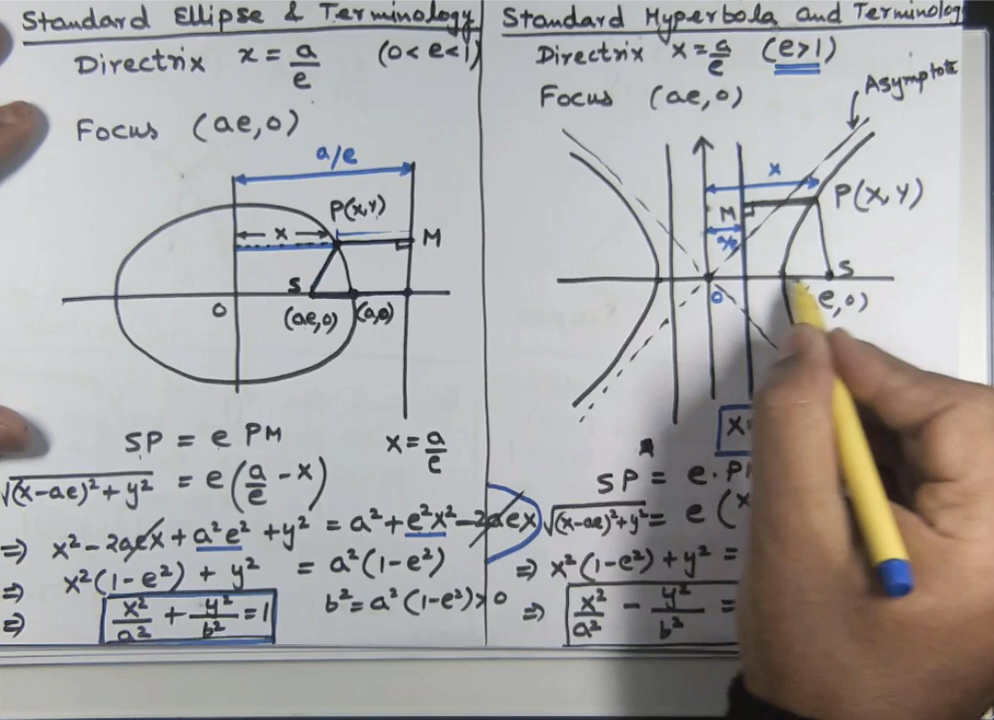 Standard Ellipse & Terminology
Directrix x = a/e (0 < e < 1)
Focus (ae, 0)
a/e
P(x, y)
x
M
S
O
(ae, 0) (a, 0)
SP = e PM
x = a/e
√(x-ae)² + y² = e(a/e - x)
⇒ x² - 2aex + a²e² + y² = a² + e²x² - 2aex
⇒ x²(1-e²) + y² = a²(1-e²)
⇒ x²/a² + y²/b² = 1 b² = a²(1-e²) > 0
Standard Hyperbola and Terminolog
Directrix x = a/e (e > 1)
Focus (ae, 0)
Asymptote
x
P(x, y)
M
a/e
S
O
e, 0)
x =
SP = e · P
√(x-ae)² + y² = e (x
⇒ x²(1-e²) + y² =
⇒ x²/a² - y²/b² =